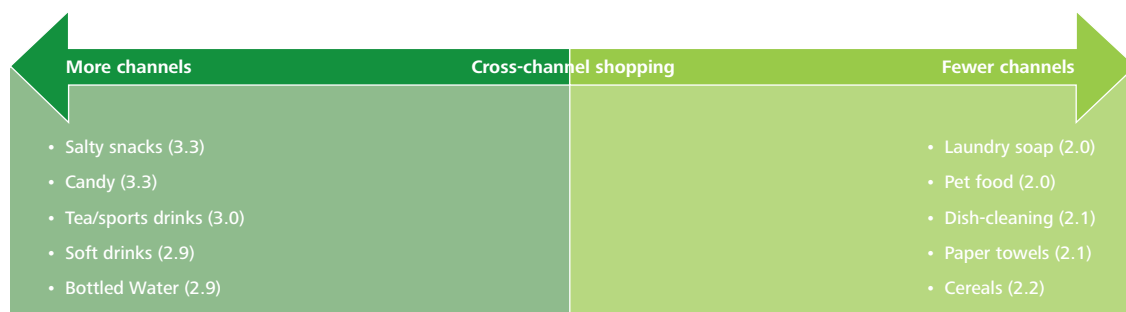 More channels
Cross-channel shopping
Fewer channels
• Salty snacks (3.3)
• Candy (3.3)
• Tea/sports drinks (3.0)
• Soft drinks (2.9)
• Bottled Water (2.9)
• Laundry soap (2.0)
• Pet food (2.0)
• Dish-cleaning (2.1)
• Paper towels (2.1)
• Cereals (2.2)